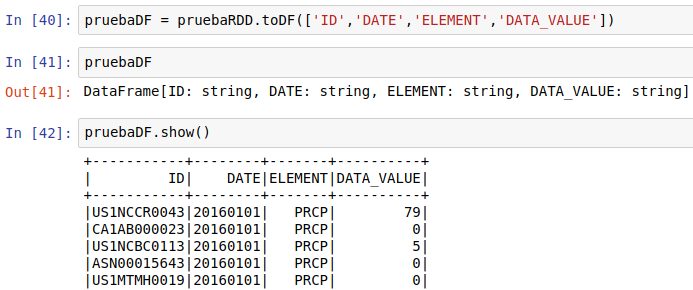 In [40]: pruebaDF = pruebaRDD.toDF(['ID','DATE','ELEMENT','DATA_VALUE'])
In [41]: pruebaDF
Out[41]: DataFrame[ID: string, DATE: string, ELEMENT: string, DATA_VALUE: string]
In [42]: pruebaDF.show()
+-----------+--------+-------+----------+
|         ID|    DATE|ELEMENT|DATA_VALUE|
+-----------+--------+-------+----------+
|US1NCCR0043|20160101|   PRCP|        79|
|CA1AB000023|20160101|   PRCP|         0|
|US1NCBC0113|20160101|   PRCP|         5|
|ASN00015643|20160101|   PRCP|         0|
|US1MTMH0019|20160101|   PRCP|         0|